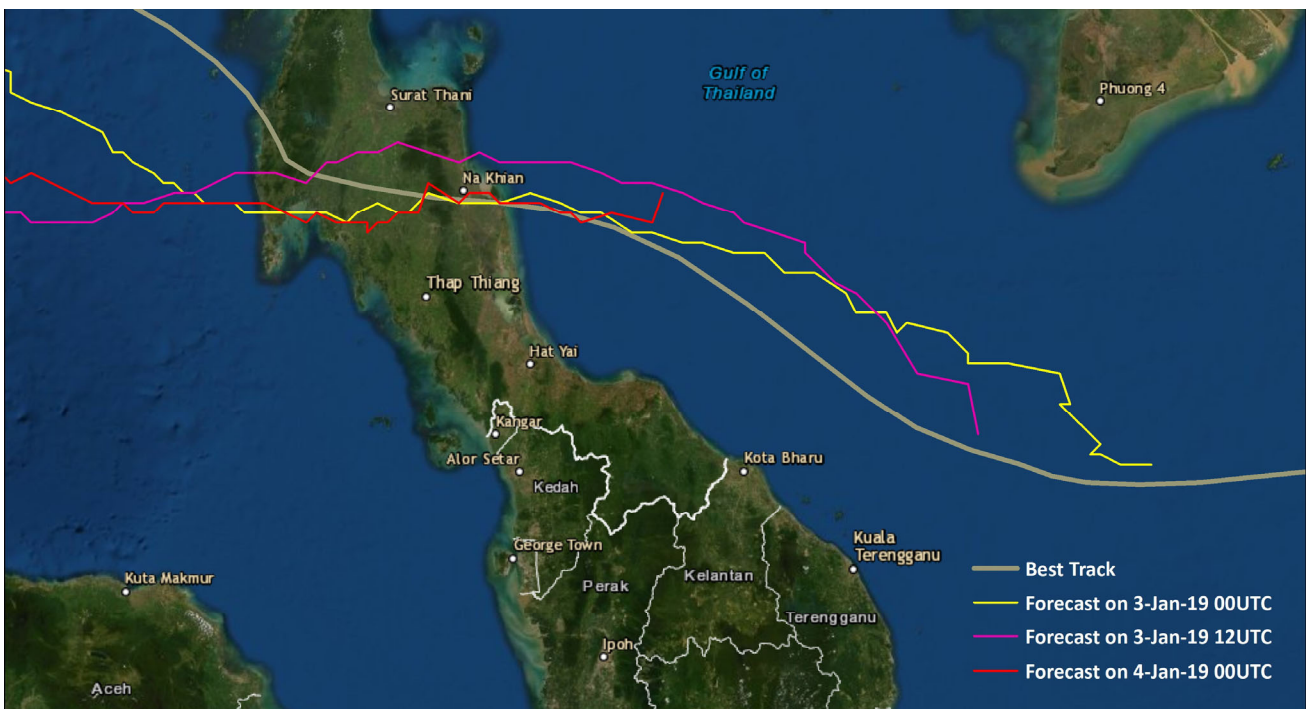 Gulf of
Thailand
Phuong 4
Surat Thani
Na Khian
Thap Thiang
Hat Yai
Kangar
Alor Setar
Kota Bharu
Kedah
George Town
Kuala
Terengganu
Kuta Makmur
Perak
Kelantan
Terengganu
Ipoh
Aceh
Best Track
Forecast on 3-Jan-19 00UTC
Forecast on 3-Jan-19 12UTC
Forecast on 4-Jan-19 00UTC